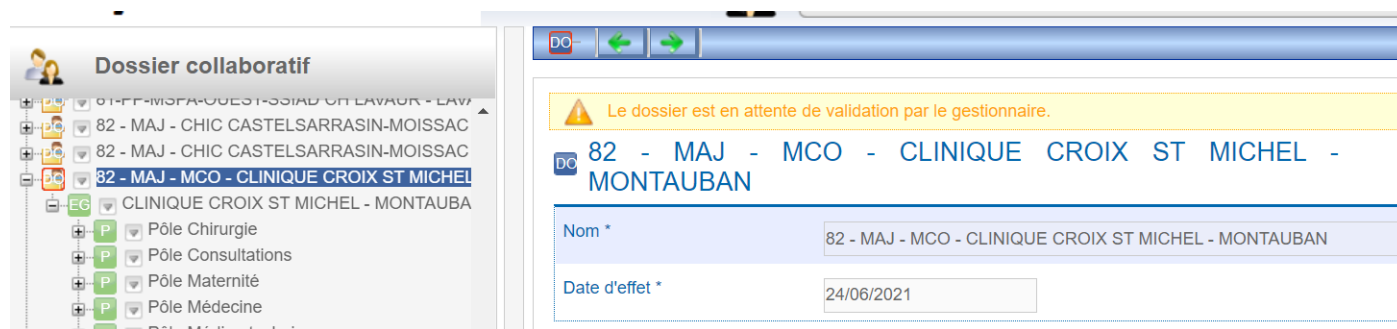 DO
Dossier collaboratif
81-PP-MSPA-OUEST-SSIAD CH LAVAUR - LAV
82 - MAJ - CHIC CASTELSARRASIN-MOISSAC
82 - MAJ - CHIC CASTELSARRASIN-MOISSAC
82 - MAJ - MCO - CLINIQUE CROIX ST MICHEL
EG CLINIQUE CROIX ST MICHEL - MONTAUBA
P Pôle Chirurgie
P Pôle Consultations
P Pôle Maternité
P Pôle Médecine
Le dossier est en attente de validation par le gestionnaire.
DO 82 - MAJ - MCO - CLINIQUE CROIX ST MICHEL -
MONTAUBAN
Nom * 82 - MAJ - MCO - CLINIQUE CROIX ST MICHEL - MONTAUBAN
Date d'effet * 24/06/2021